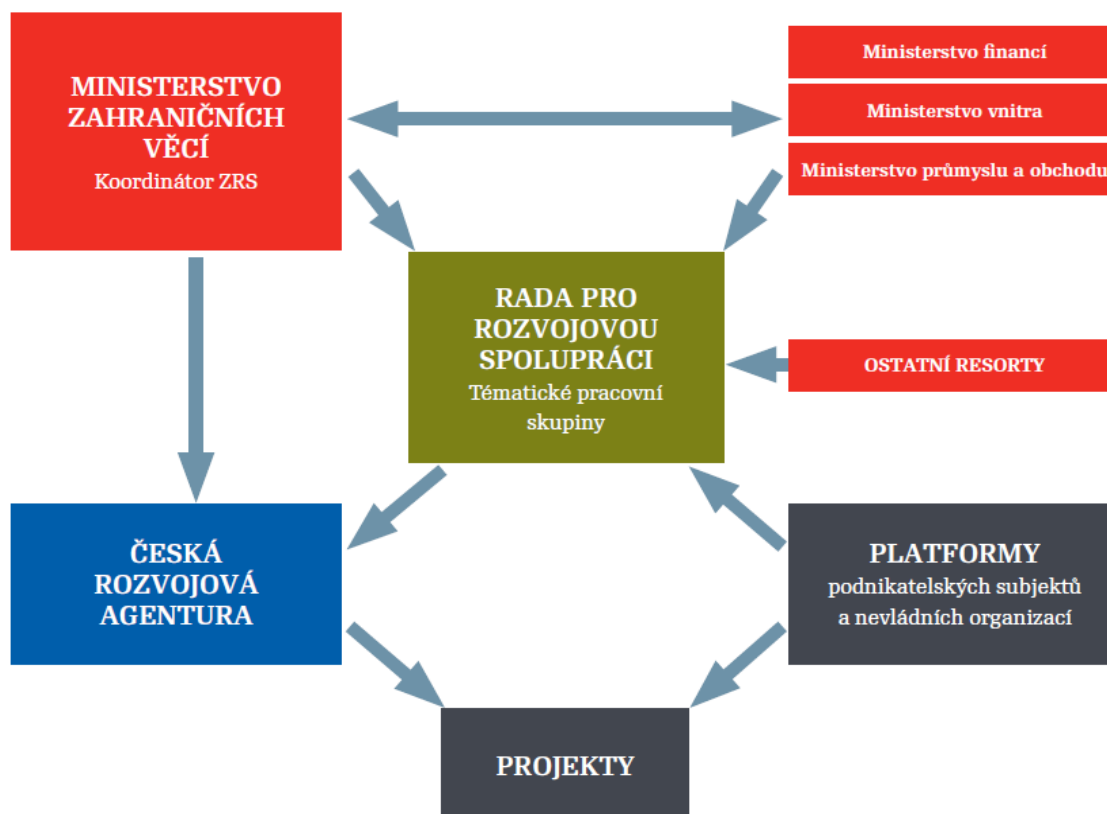 MINISTERSTVO
ZAHRANIČNÍCH
VĚCÍ
Koordinátor ZRS
Ministerstvo financí
Ministerstvo vnitra
Ministerstvo průmyslu a obchodu
RADA PRO
ROZVOJOVOU
SPOLUPRÁCI
Tématické pracovní
skupiny
OSTATNÍ RESORTY
ČESKÁ
ROZVOJOVÁ
AGENTURA
PLATFORMY
podnikatelských subjektů
a nevládních organizací
PROJEKTY